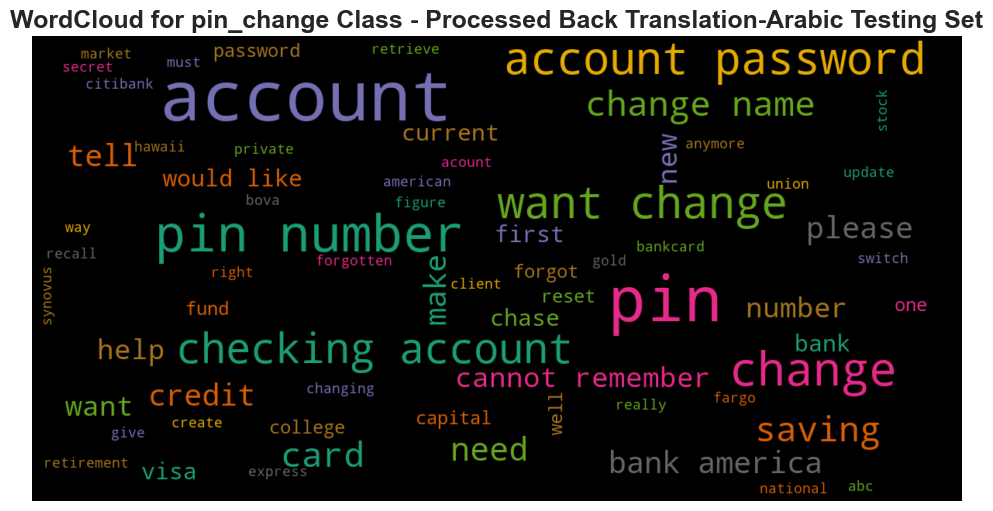 WordCloud for pin_change Class - Processed Back Translation-Arabic Testing Set
market
password
retrieve
account password
secret
must
citibank
account
change name
stock
current
new
anymore
tell
hawaii
private
acount
would like
american
union
update
bova
figure
want change
way
pin number
first
please
recall
forgotten
bankcard
switch
right
gold
synovus
make
client
forgot
reset
pin
number
one
fund
chase
help
checking account
bank
cannot remember
change
credit
changing
want
well
really
fargo
give
create
college
capital
saving
need
retirement
visa
express
card
bank america
national
abc